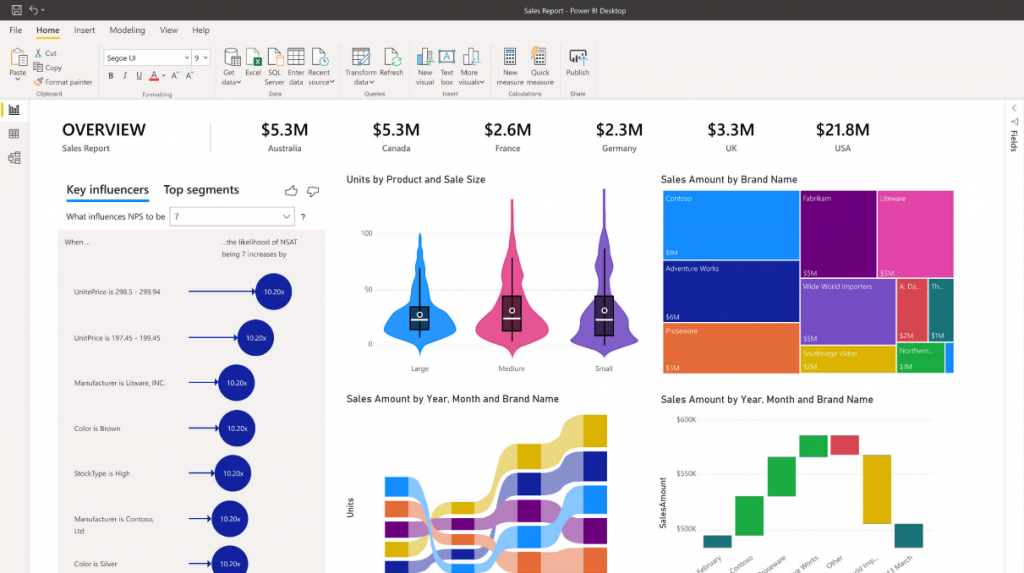 Sales Report - Power BI Desktop
File Home Insert Modeling View Help
Paste
Cut
Copy
Format painter
Clipboard
Segoe UI 9
B I U A A A
Formatting
Get data
Excel
SQL Server
Enter data
Recent source
Data
Transform data
Refresh
Queries
New visual
Text box
More visuals
Insert
New measure
Quick measure
Calculations
Publish
Share
Fields
OVERVIEW
Sales Report
$5.3M
Australia
$5.3M
Canada
$2.6M
France
$2.3M
Germany
$3.3M
UK
$21.8M
USA
Key influencers Top segments
What influences NPS to be 7 ?
When ...
...the likelihood of NSAT
being 7 increases by
UnitePrice is 298.5 - 299.94 10.20x
UnitPrice is 197.45 - 199.45 10.20x
Manufacturer is Litware, INC. 10.20x
Color is Brown 10.20x
StockType is High 10.20x
Manufacturer is Contoso,
Ltd 10.20x
Color is Silver 10.20x
Units by Product and Sale Size
100
50
0
Large Medium Small
Sales Amount by Brand Name
Contoso
$9M
Adventure Works
$6M
Proseware
Fabrikam
$5M
Liteware
$5M
Wide World Importers
$5M
Southridge Video
$2M
A. Da...
$2M
Th...
$1M
Northwin...
$1M
Sales Amount by Year, Month and Brand Name
Units
Sales Amount by Year, Month and Brand Name
SalesAmount
$600K
$550K
$500K
February
Contoso
Proseware
Works
Other
Imp...
March